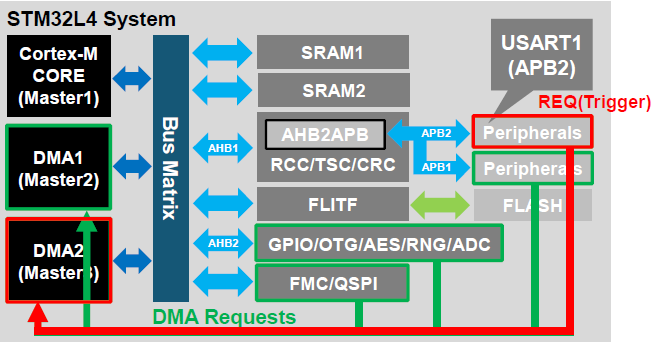 STM32L4 System
Cortex-M
CORE
(Master1)
DMA1
(Master2)
DMA2
(Master3)
Bus Matrix
SRAM1
SRAM2
AHB1
AHB2APB
RCC/TSC/CRC
FLITF
AHB2
GPIO/OTG/AES/RNG/ADC
FMC/QSPI
APB2
APB1
USART1
(APB2)
REQ(Trigger)
Peripherals
Peripherals
FLASH
DMA Requests